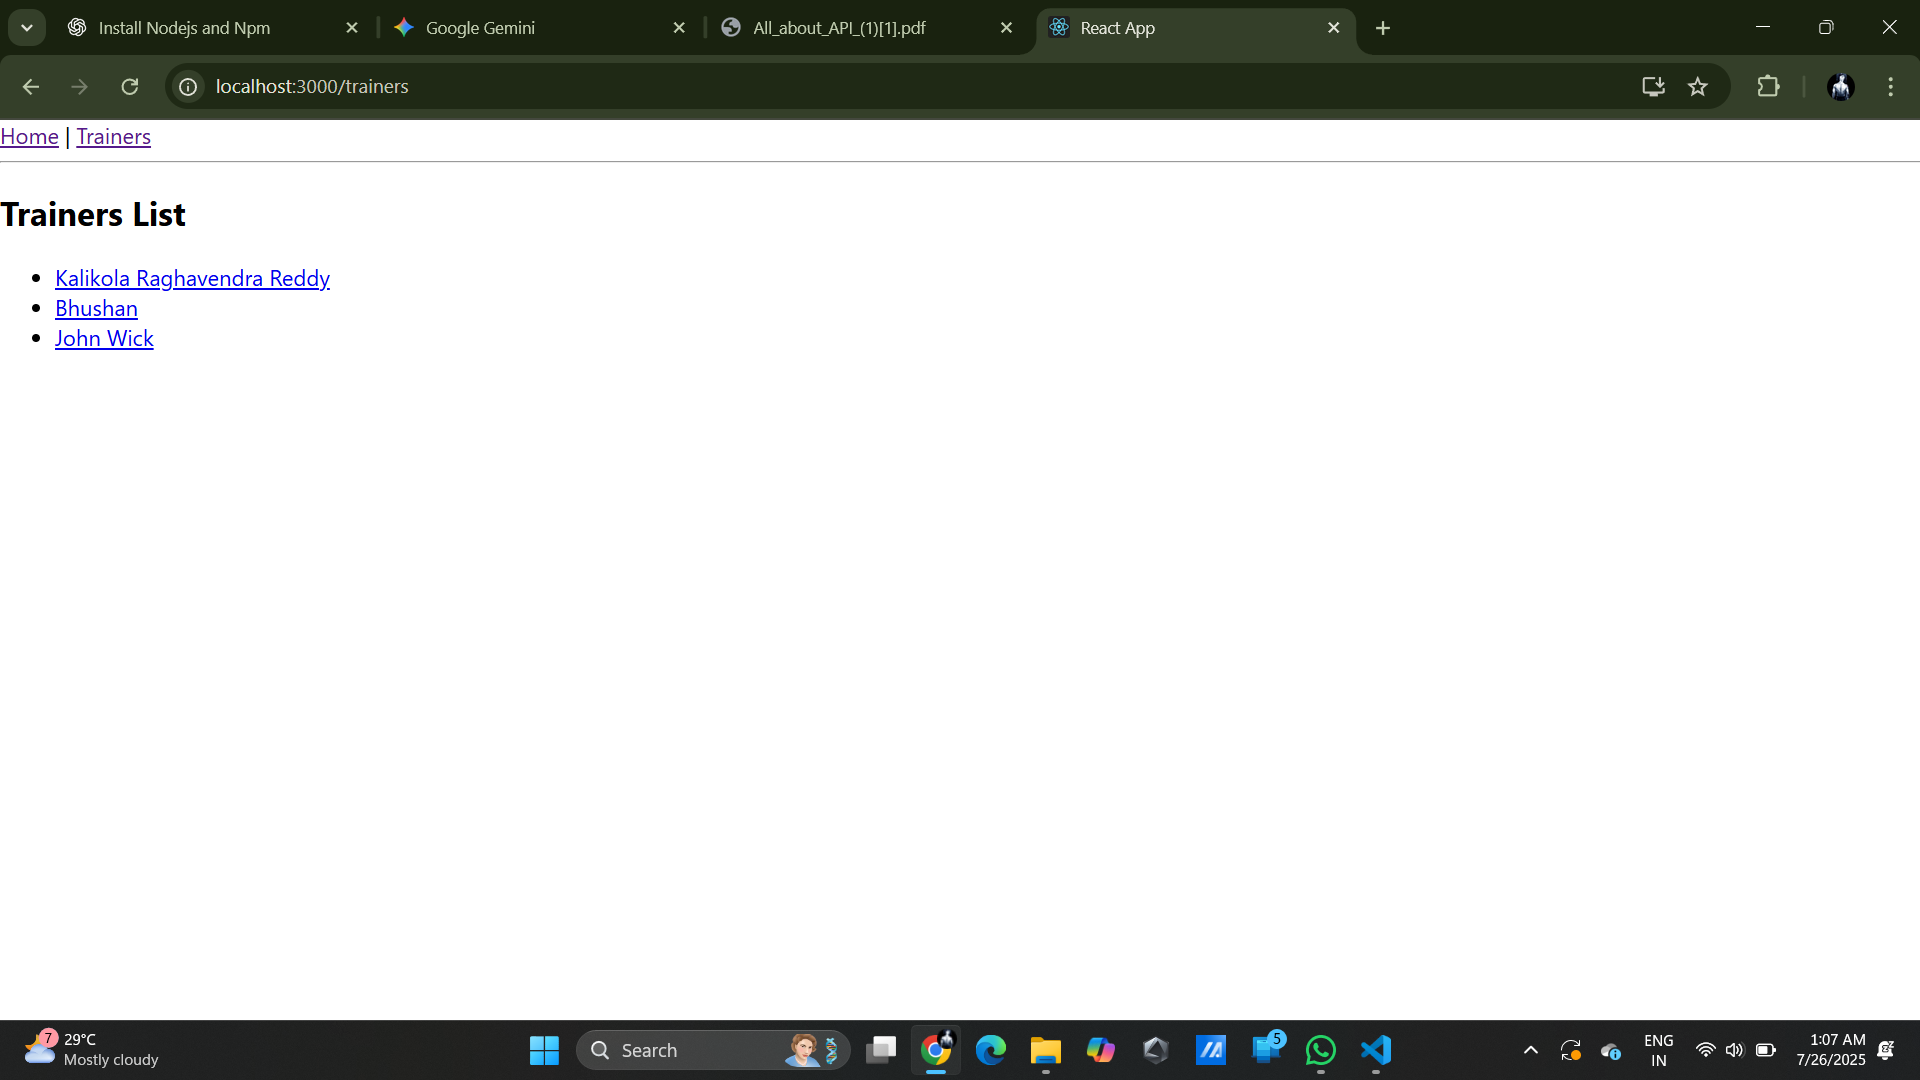 Install Nodejs and Npm
Google Gemini
All_about_API_(1)[1].pdf
React App
localhost:3000/trainers
Home | Trainers
Trainers List
Kalikola Raghavendra Reddy
Bhushan
John Wick
7
29°C
Mostly cloudy
Search
5
ENG
IN
1:07 AM
7/26/2025